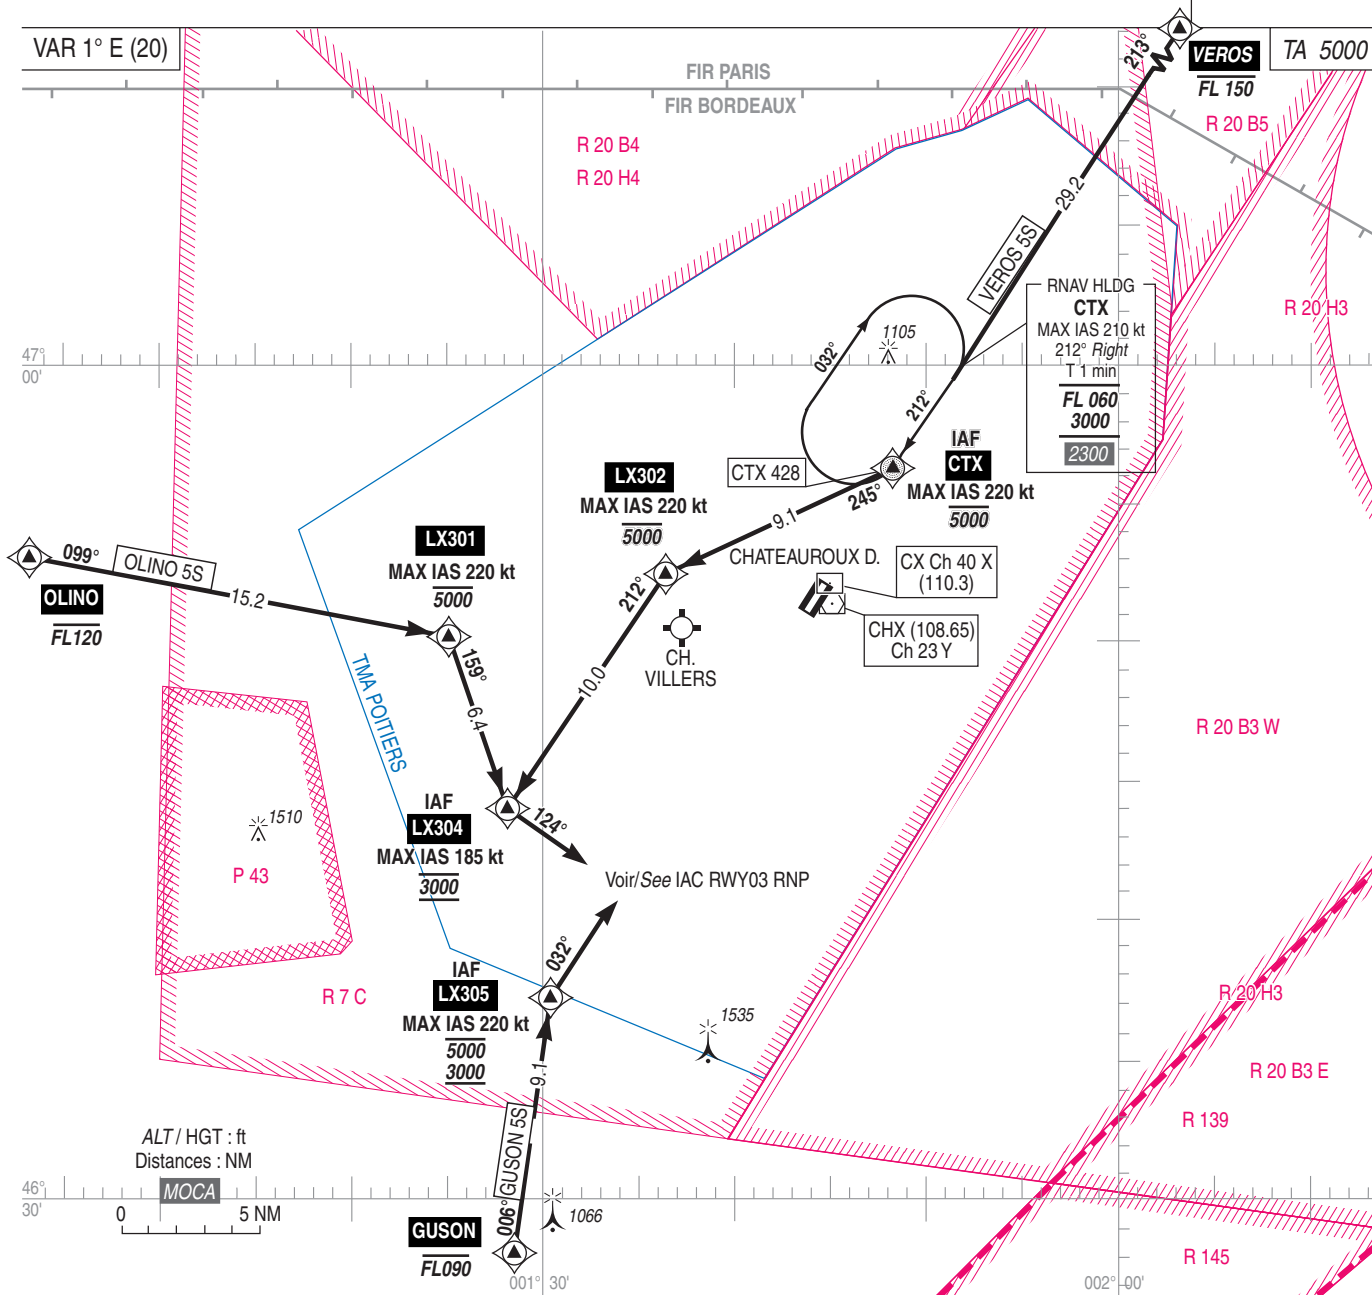 VAR 1° E (20)
213°
VEROS
FL 150
TA 5000
FIR PARIS
FIR BORDEAUX
R 20 B4
R 20 H4
R 20 B5
29.2
VEROS 5S
RNAV HLDG
CTX
MAX IAS 210 kt
212° Right
T 1 min
FL 060
3000
2300
R 20 H3
1105
032°
212°
47°
00'
IAF
CTX
MAX IAS 220 kt
5000
CTX 428
245°
9.1
LX302
MAX IAS 220 kt
5000
212°
LX301
MAX IAS 220 kt
5000
099°
OLINO 5S
15.2
OLINO
FL120
CHATEAUROUX D.
CX Ch 40 X
(110.3)
CHX (108.65)
Ch 23 Y
CH.
VILLERS
159°
6.4
10.0
TMA POITIERS
R 20 B3 W
IAF
LX304
MAX IAS 185 kt
3000
124°
1510
P 43
Voir/See IAC RWY03 RNP
032°
IAF
LX305
MAX IAS 220 kt
5000
3000
R 7 C
1535
R 20 H3
R 20 B3 E
R 139
9.1
GUSON 5S
006°
ALT / HGT : ft
Distances : NM
MOCA
0 5 NM
46°
30'
1066
GUSON
FL090
001° 30'
002° 00'
R 145